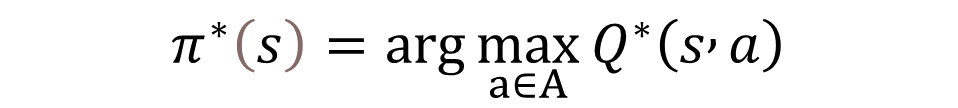 π*(s) = arg max Q*(s, a)
a∈A